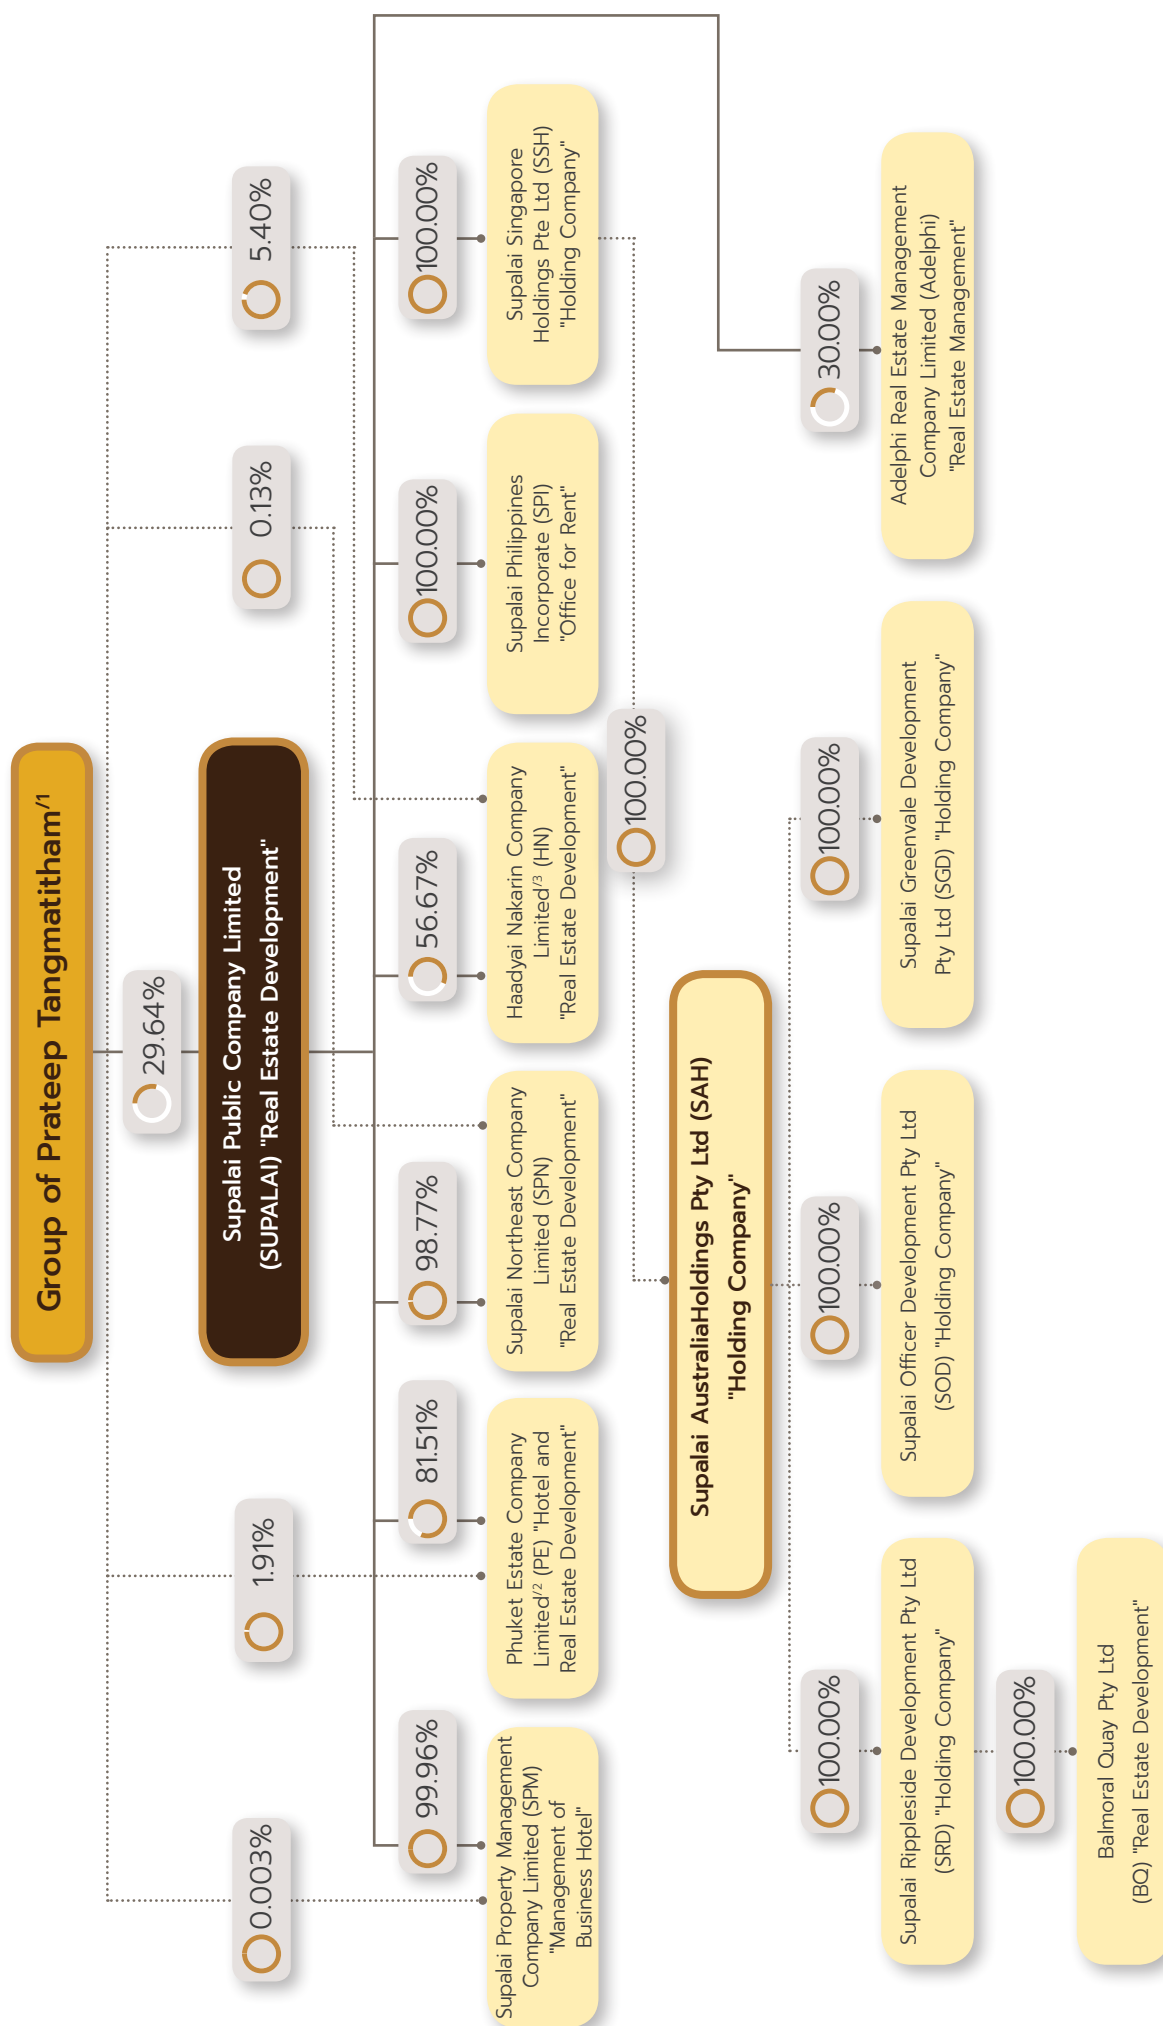 Group of Prateep Tangmatitham/1
29.64%
Supalai Public Company Limited
(SUPALAI) "Real Estate Development"
0.003%
1.91%
0.13%
5.40%
99.96%
81.51%
98.77%
56.67%
100.00%
100.00%
Supalai Property Management
Company Limited (SPM)
"Management of
Business Hotel"
Phuket Estate Company
Limited/2 (PE) "Hotel and
Real Estate Development"
Supalai Northeast Company
Limited (SPN)
"Real Estate Development"
Haadyai Nakarin Company
Limited/3 (HN)
"Real Estate Development"
Supalai Philippines
Incorporate (SPI)
"Office for Rent"
Supalai Singapore
Holdings Pte Ltd (SSH)
"Holding Company"
100.00%
Supalai AustraliaHoldings Pty Ltd (SAH)
"Holding Company"
100.00%
100.00%
100.00%
30.00%
Supalai Rippleside Development Pty Ltd
(SRD) "Holding Company"
Supalai Officer Development Pty Ltd
(SOD) "Holding Company"
Supalai Greenvale Development
Pty Ltd (SGD) "Holding Company"
Adelphi Real Estate Management
Company Limited (Adelphi)
"Real Estate Management"
100.00%
Balmoral Quay Pty Ltd
(BQ) "Real Estate Development"